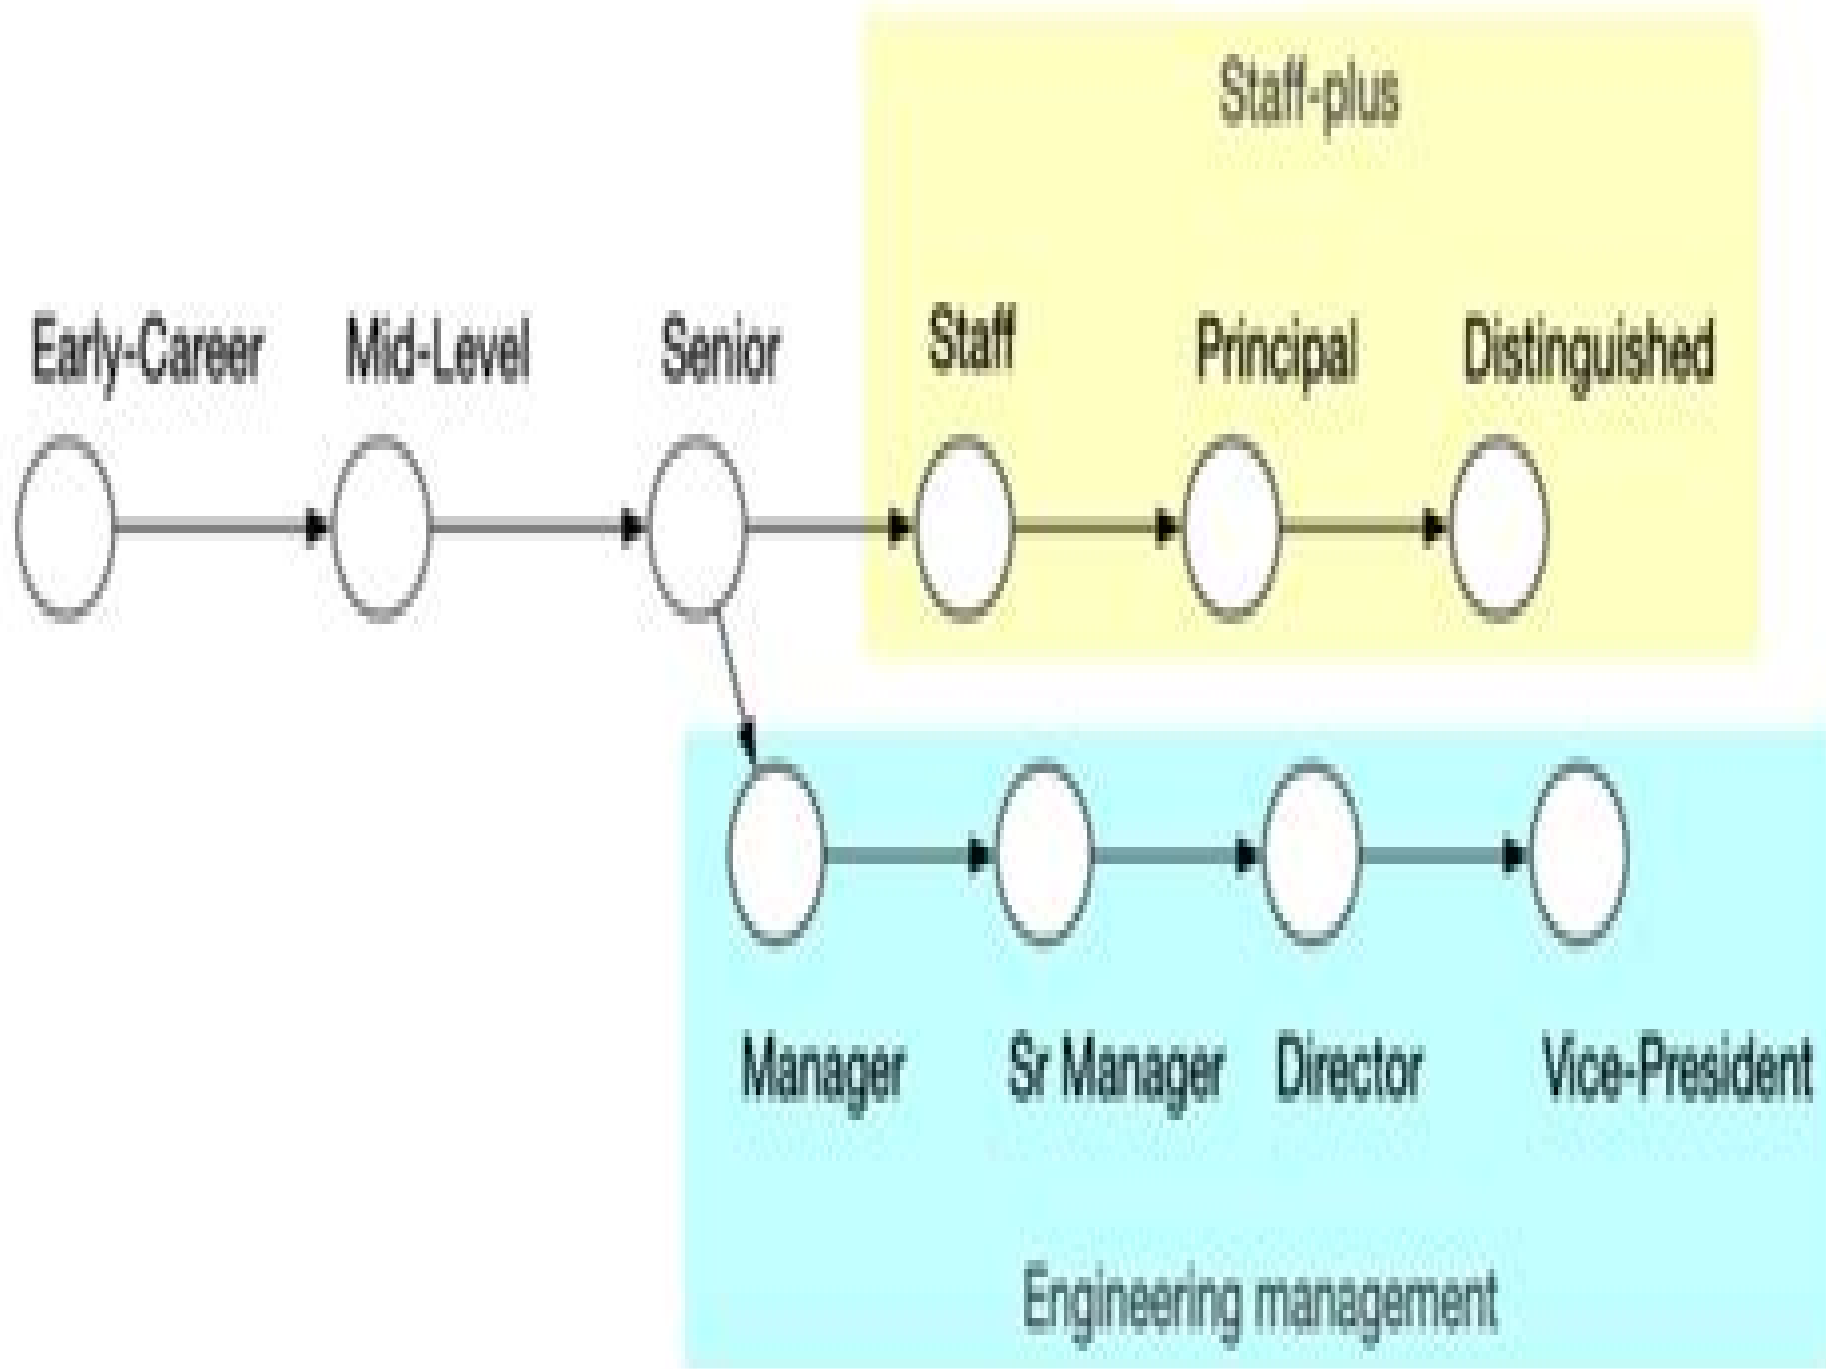 Staff-plus
Early-Career Mid-Level Senior Staff Principal Distinguished
Manager Sr Manager Director Vice-President
Engineering management